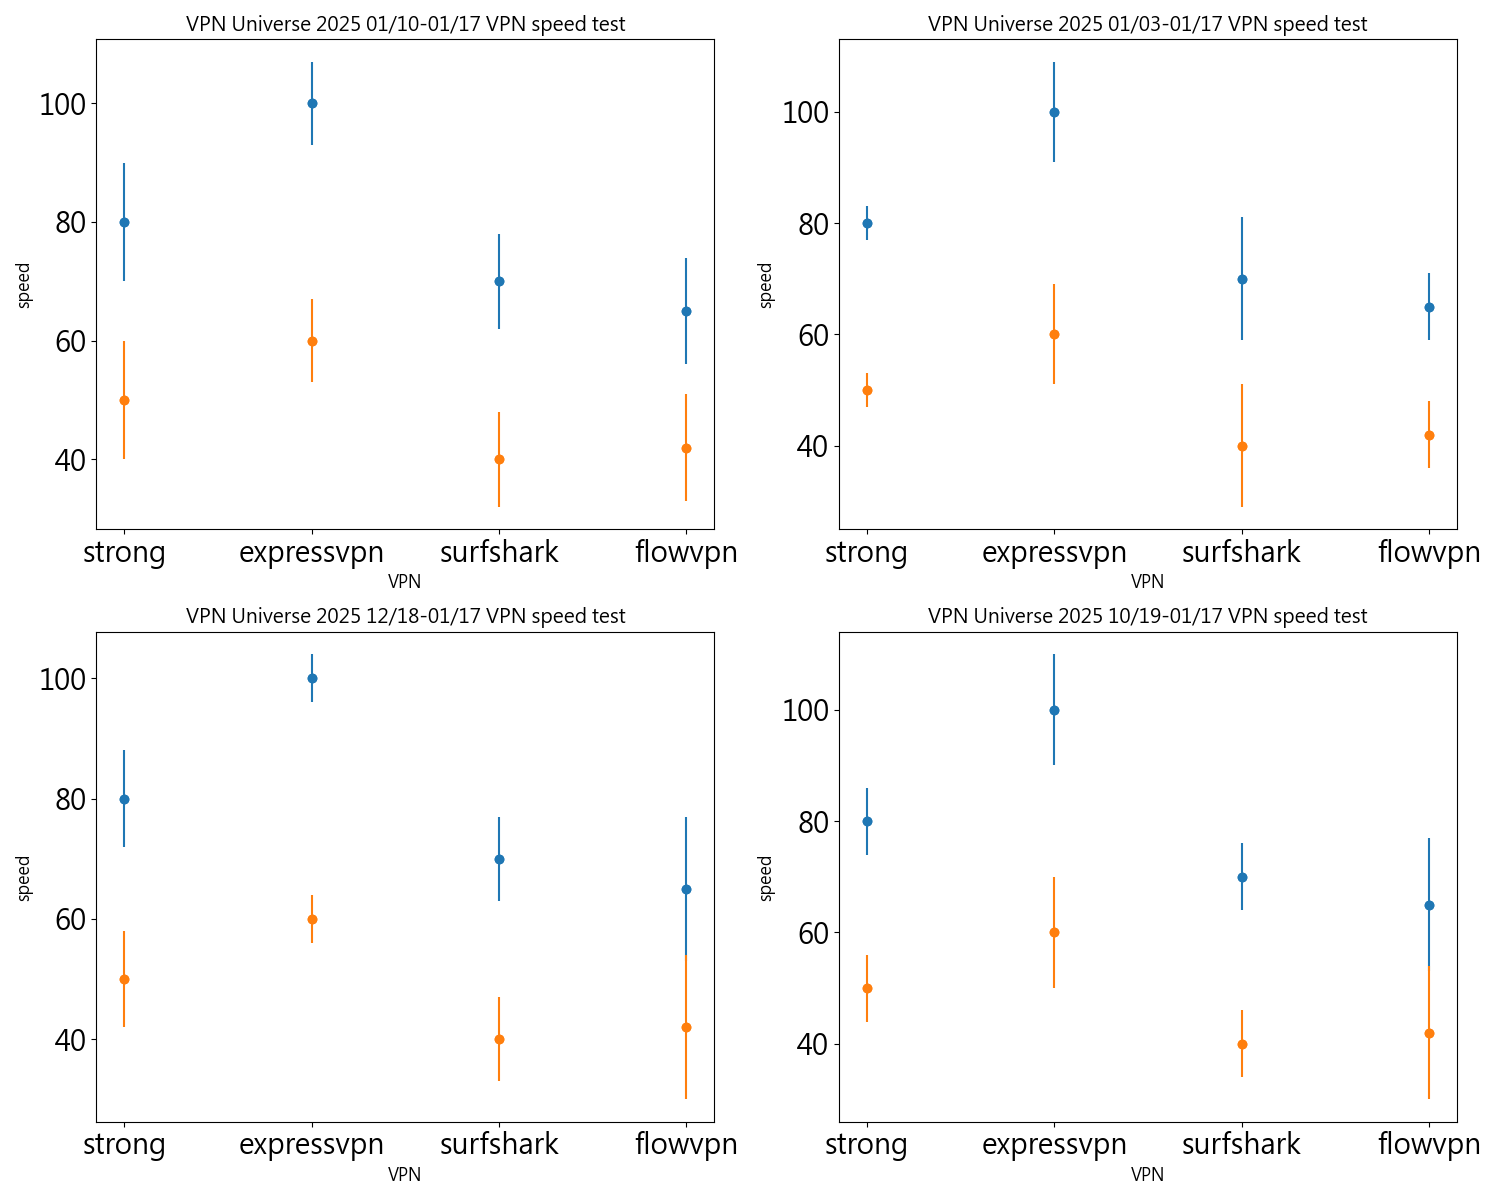 VPN Universe 2025 01/10-01/17 VPN speed test
100
80
60
40
speed
strong expressvpn surfshark flowvpn
VPN
VPN Universe 2025 01/03-01/17 VPN speed test
100
80
60
40
speed
strong expressvpn surfshark flowvpn
VPN
VPN Universe 2025 12/18-01/17 VPN speed test
100
80
60
40
speed
strong expressvpn surfshark flowvpn
VPN
VPN Universe 2025 10/19-01/17 VPN speed test
100
80
60
40
speed
strong expressvpn surfshark flowvpn
VPN